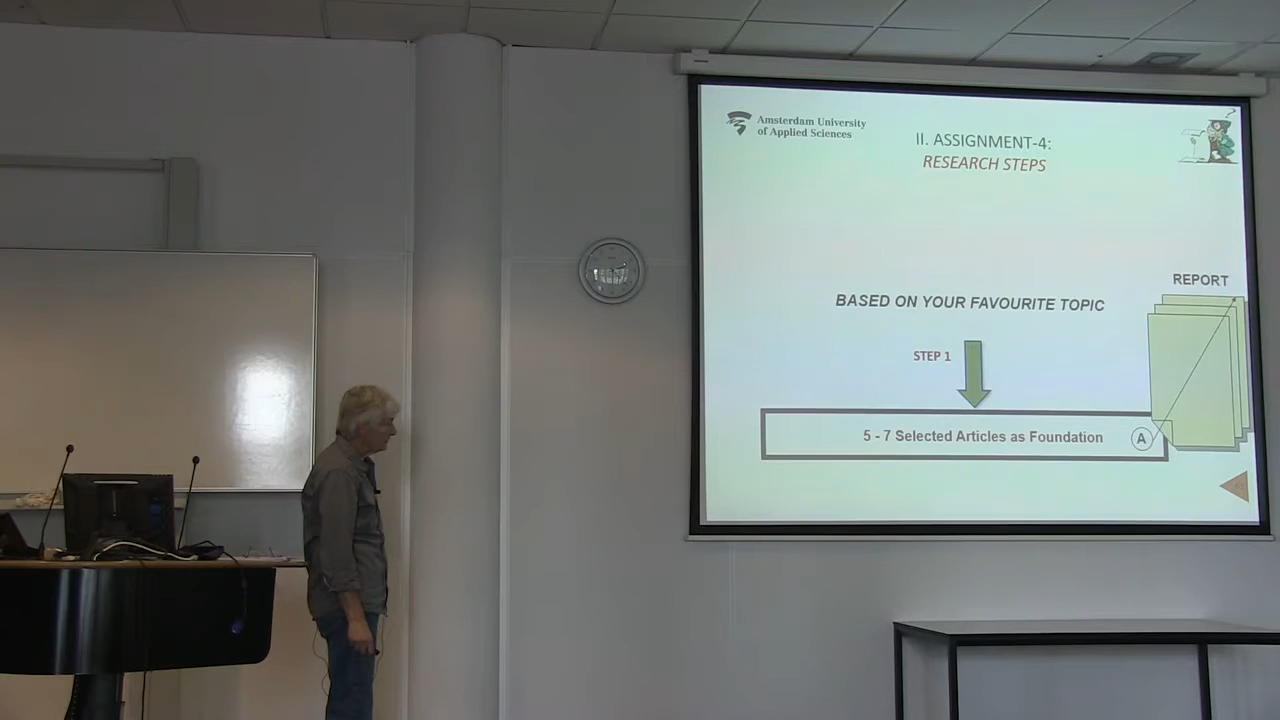 Amsterdam University
of Applied Sciences
II. ASSIGNMENT-4:
RESEARCH STEPS
REPORT
BASED ON YOUR FAVOURITE TOPIC
STEP 1
5 - 7 Selected Articles as Foundation
A